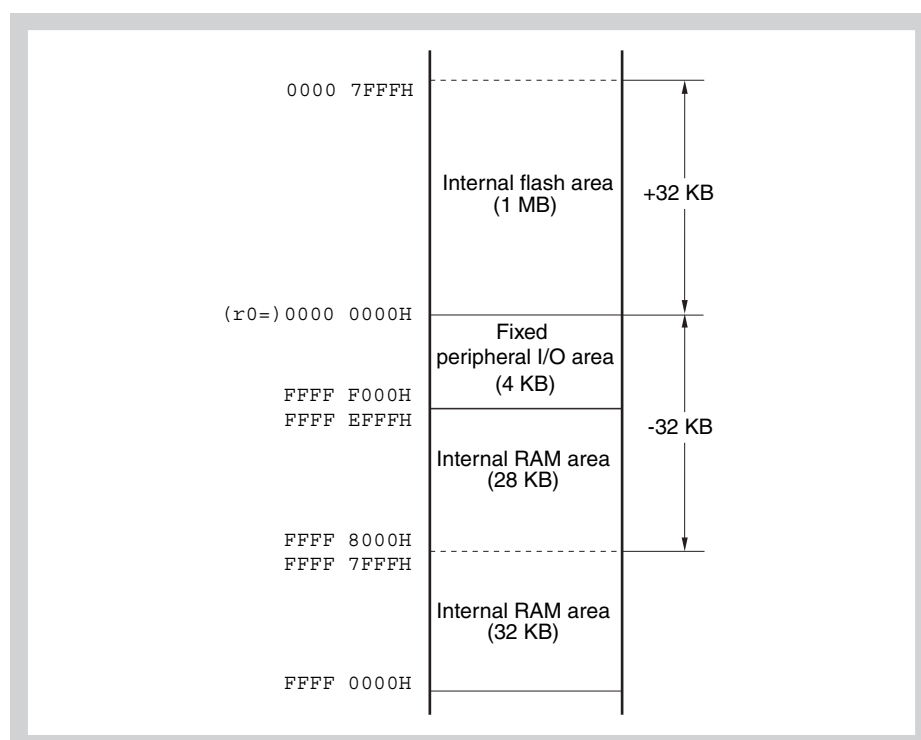 0000 7FFFH
Internal flash area
(1 MB)
+32 KB
(r0=)0000 0000H
Fixed
peripheral I/O area
(4 KB)
FFFF F000H
FFFF EFFFH
-32 KB
Internal RAM area
(28 KB)
FFFF 8000H
FFFF 7FFFH
Internal RAM area
(32 KB)
FFFF 0000H